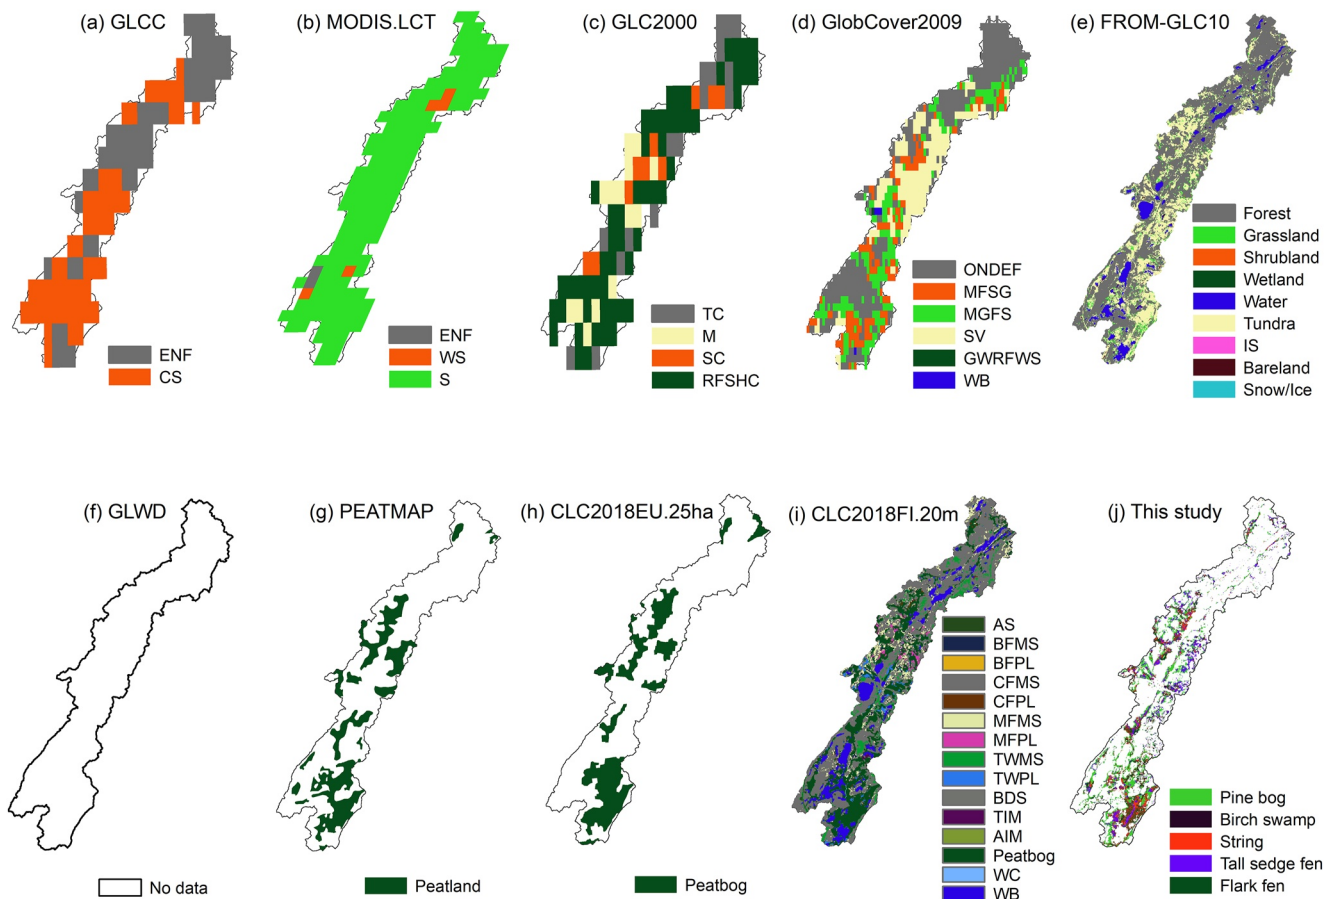 (a) GLCC
ENF
CS
(b) MODIS.LCT
ENF
WS
S
(c) GLC2000
TC
M
SC
RFSHC
(d) GlobCover2009
ONDEF
MFSG
MGFS
SV
GWRFWS
WB
(e) FROM-GLC10
Forest
Grassland
Shrubland
Wetland
Water
Tundra
IS
Bareland
Snow/Ice
(f) GLWD
No data
(g) PEATMAP
Peatland
(h) CLC2018EU.25ha
Peatbog
(i) CLC2018FI.20m
AS
BFMS
BFPL
CFMS
CFPL
MFMS
MFPL
TWMS
TWPL
BDS
TIM
AIM
Peatbog
WC
WB
(j) This study
Pine bog
Birch swamp
String
Tall sedge fen
Flark fen